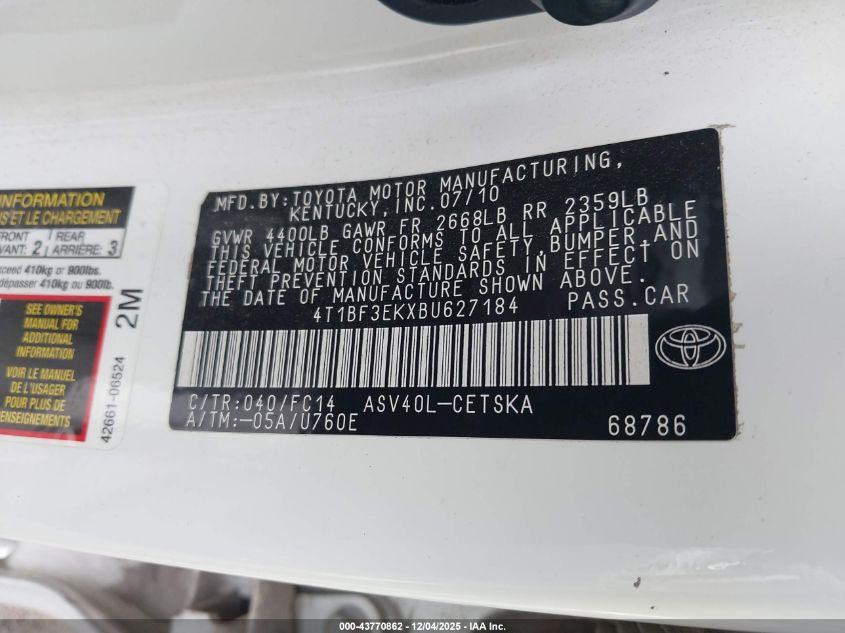 INFORMATION
IS ET LE CHARGEMENT
FRONT
VANT: 2
REAR
ARRIÈRE: 3
xceed 410kg or 900lbs.
dépasser 410kg ou 900lb.
SEE OWNER'S
MANUAL FOR
ADDITIONAL
INFORMATION
VOIR LE MANUEL
DE L'USAGER
POUR PLUS DE
RENSEIGNEMENTS
2M
42661-06524
MFD.BY:TOYOTA MOTOR MANUFACTURING,
KENTUCKY,INC.07/10
GVWR 4400LB GAWR FR 2668LB RR 2359LB
THIS VEHICLE CONFORMS TO ALL APPLICABLE
FEDERAL MOTOR VEHICLE SAFETY,BUMPER,AND
THEFT PREVENTION STANDARDS IN EFFECT ON
THE DATE OF MANUFACTURE SHOWN ABOVE.
4T1BF3EKXBU627184 PASS.CAR
C/TR:040/FC14 ASV40L-CETSKA
A/TM:-05A/U760E 68786
000-43770862 - 12/04/2025 - IAA Inc.